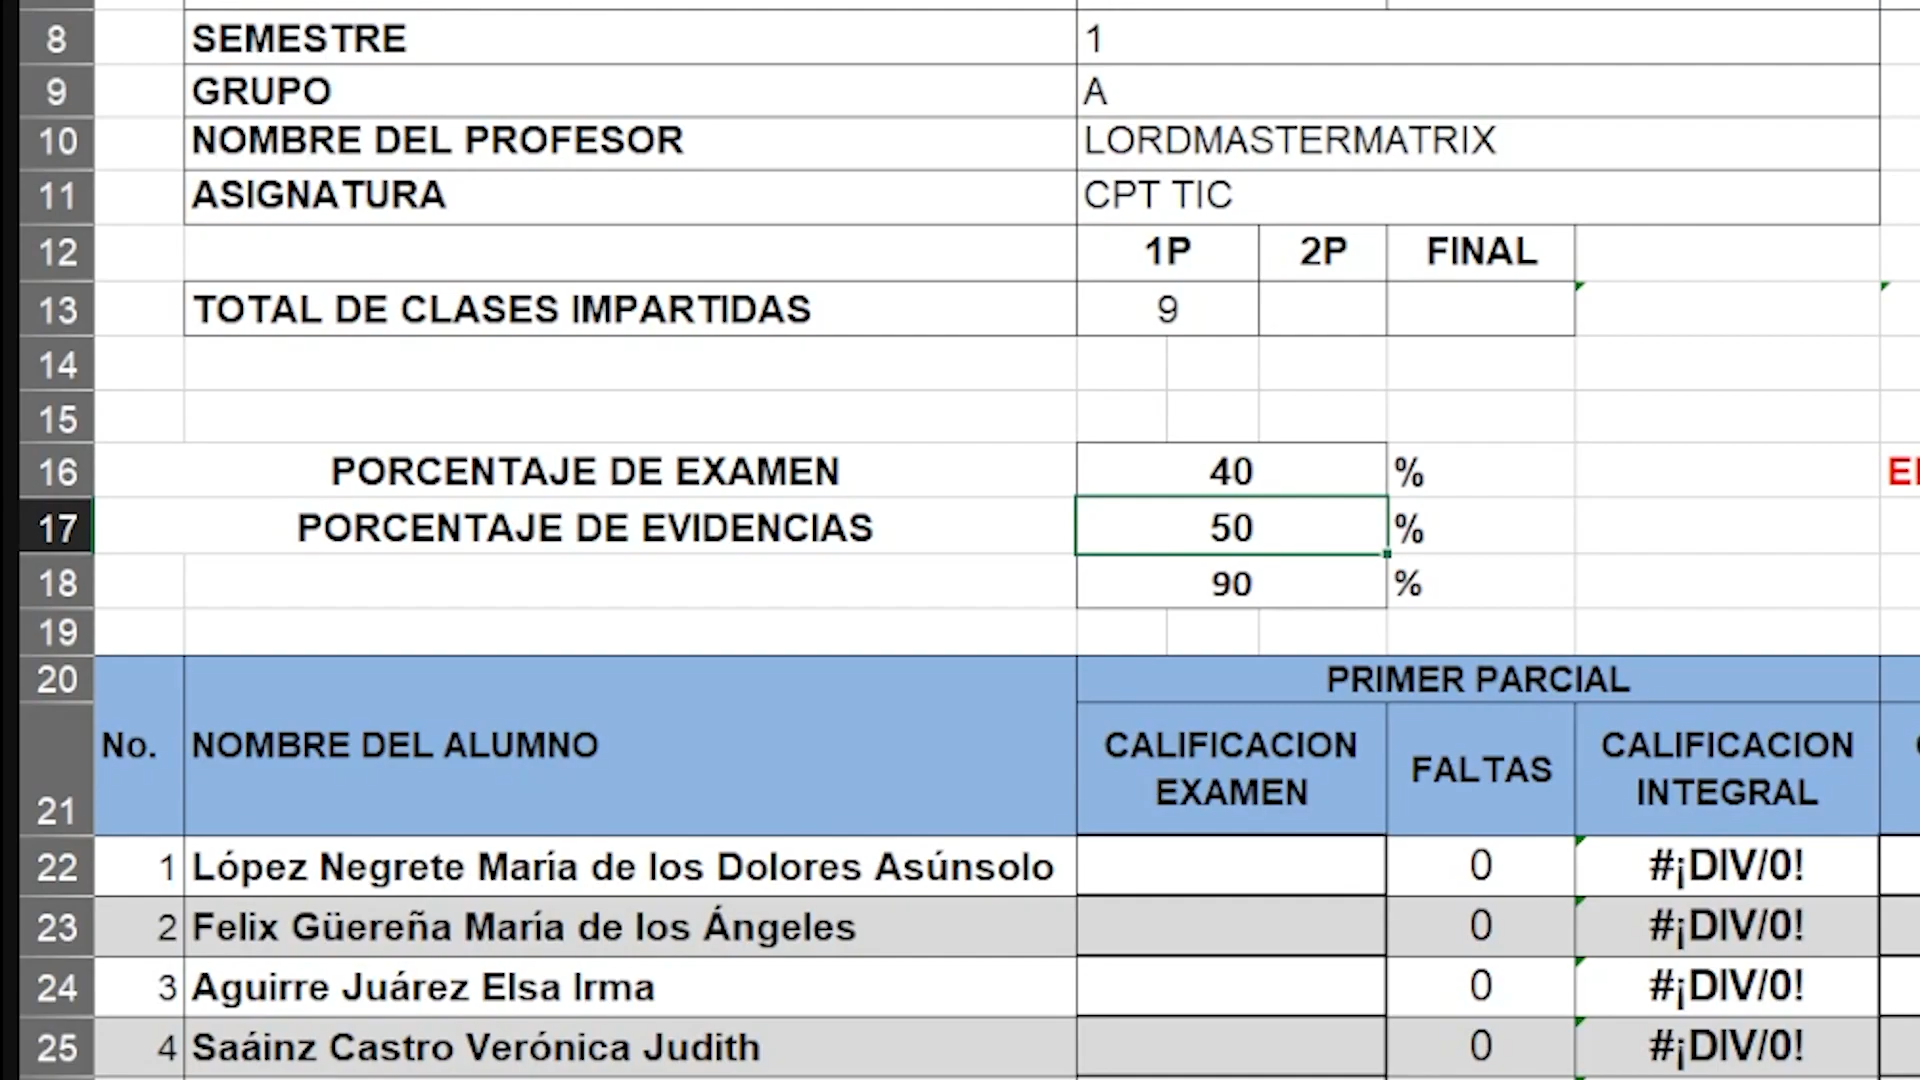 8 SEMESTRE 1
9 GRUPO A
10 NOMBRE DEL PROFESOR LORDMASTERMATRIX
11 ASIGNATURA CPT TIC
12 1P 2P FINAL
13 TOTAL DE CLASES IMPARTIDAS 9
14
15
16 PORCENTAJE DE EXAMEN 40 %
17 PORCENTAJE DE EVIDENCIAS 50 %
18 90 %
19
20 PRIMER PARCIAL
No. NOMBRE DEL ALUMNO CALIFICACION FALTAS CALIFICACION
21 EXAMEN INTEGRAL
22 1 López Negrete María de los Dolores Asúnsolo 0 #¡DIV/0!
23 2 Felix Güereña María de los Ángeles 0 #¡DIV/0!
24 3 Aguirre Juárez Elsa Irma 0 #¡DIV/0!
25 4 Saáinz Castro Verónica Judith 0 #¡DIV/0!